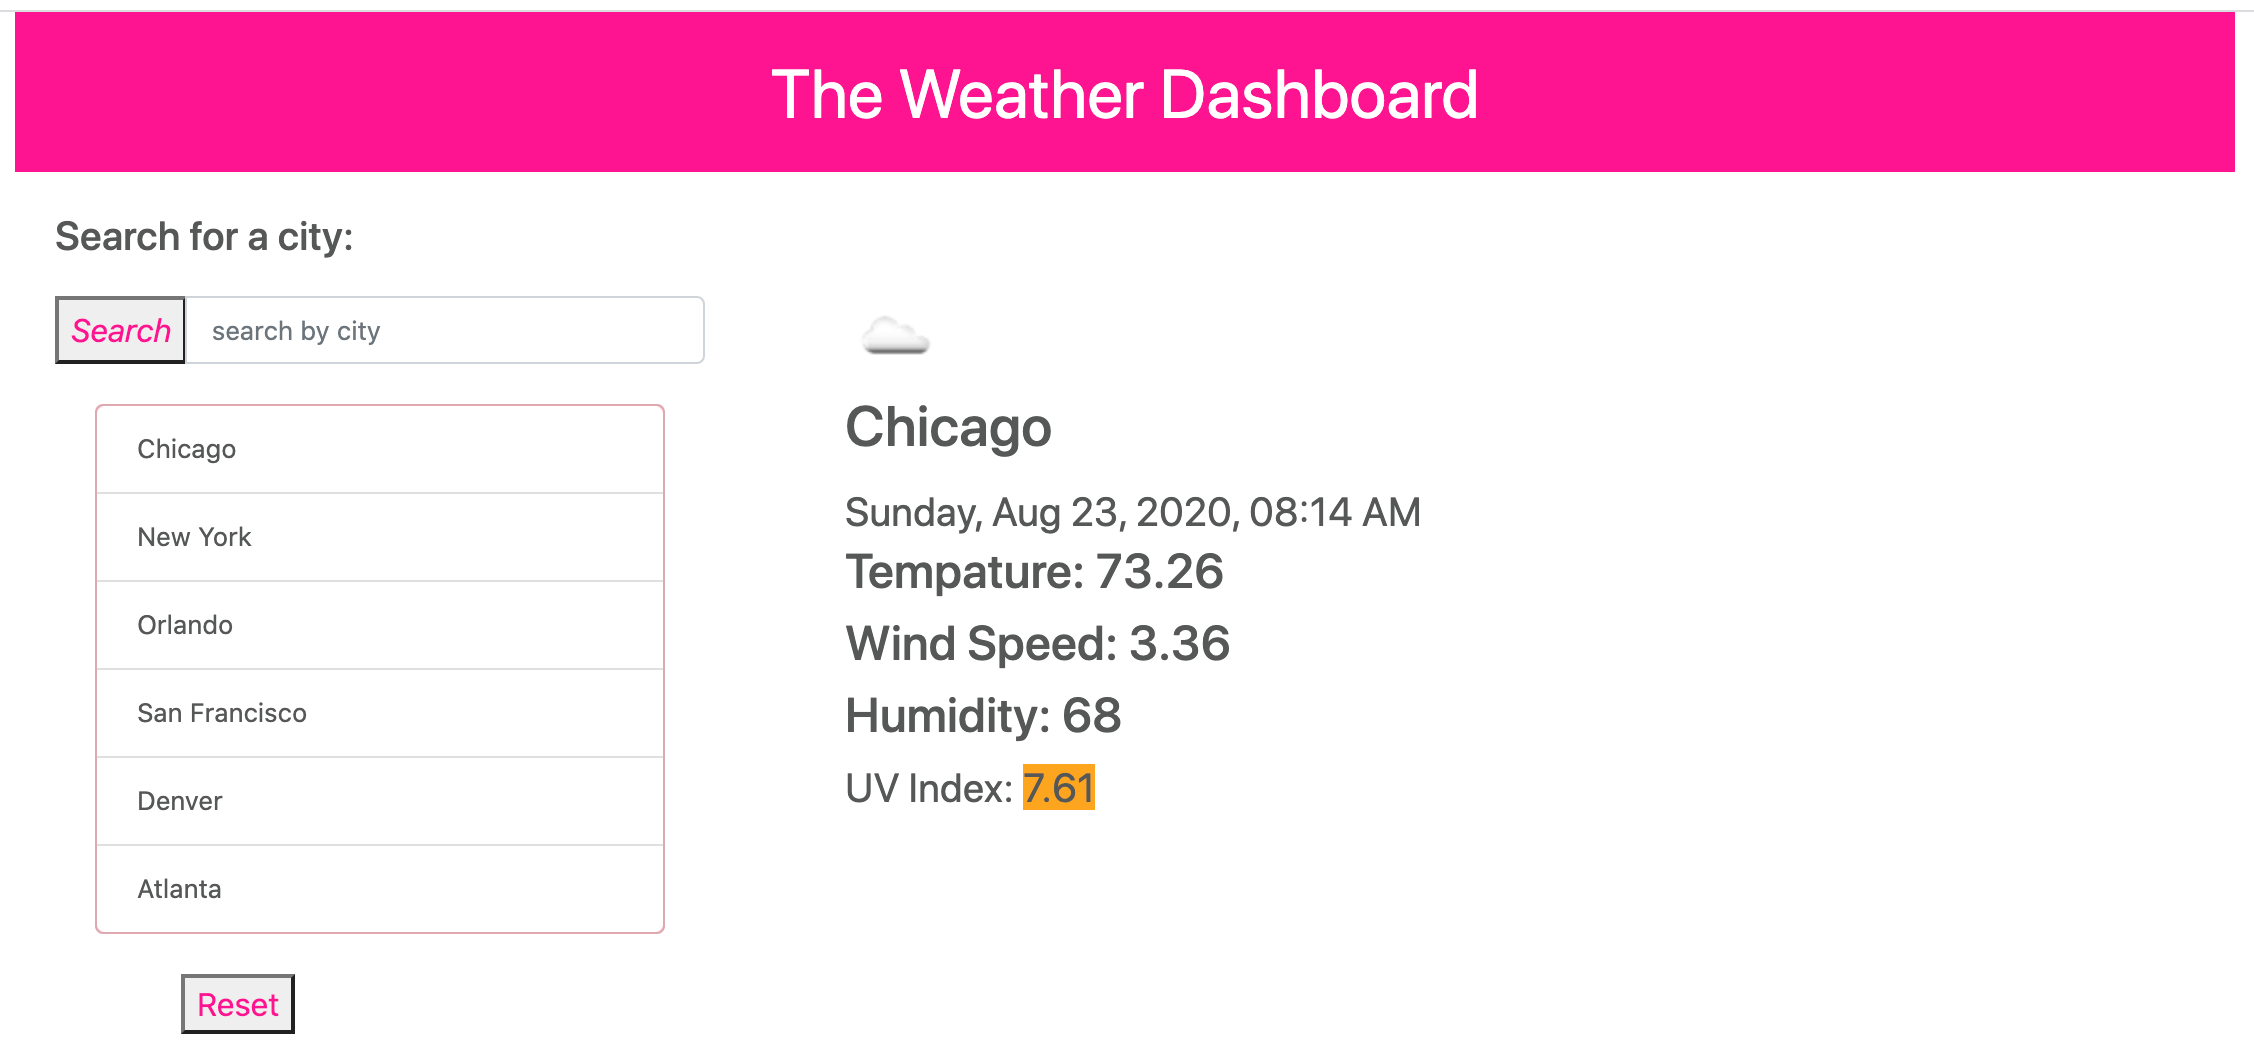 The Weather Dashboard
Search for a city:
Search
search by city
Chicago
New York
Orlando
San Francisco
Denver
Atlanta
Reset
Chicago
Sunday, Aug 23, 2020, 08:14 AM
Tempature: 73.26
Wind Speed: 3.36
Humidity: 68
UV Index: 7.61